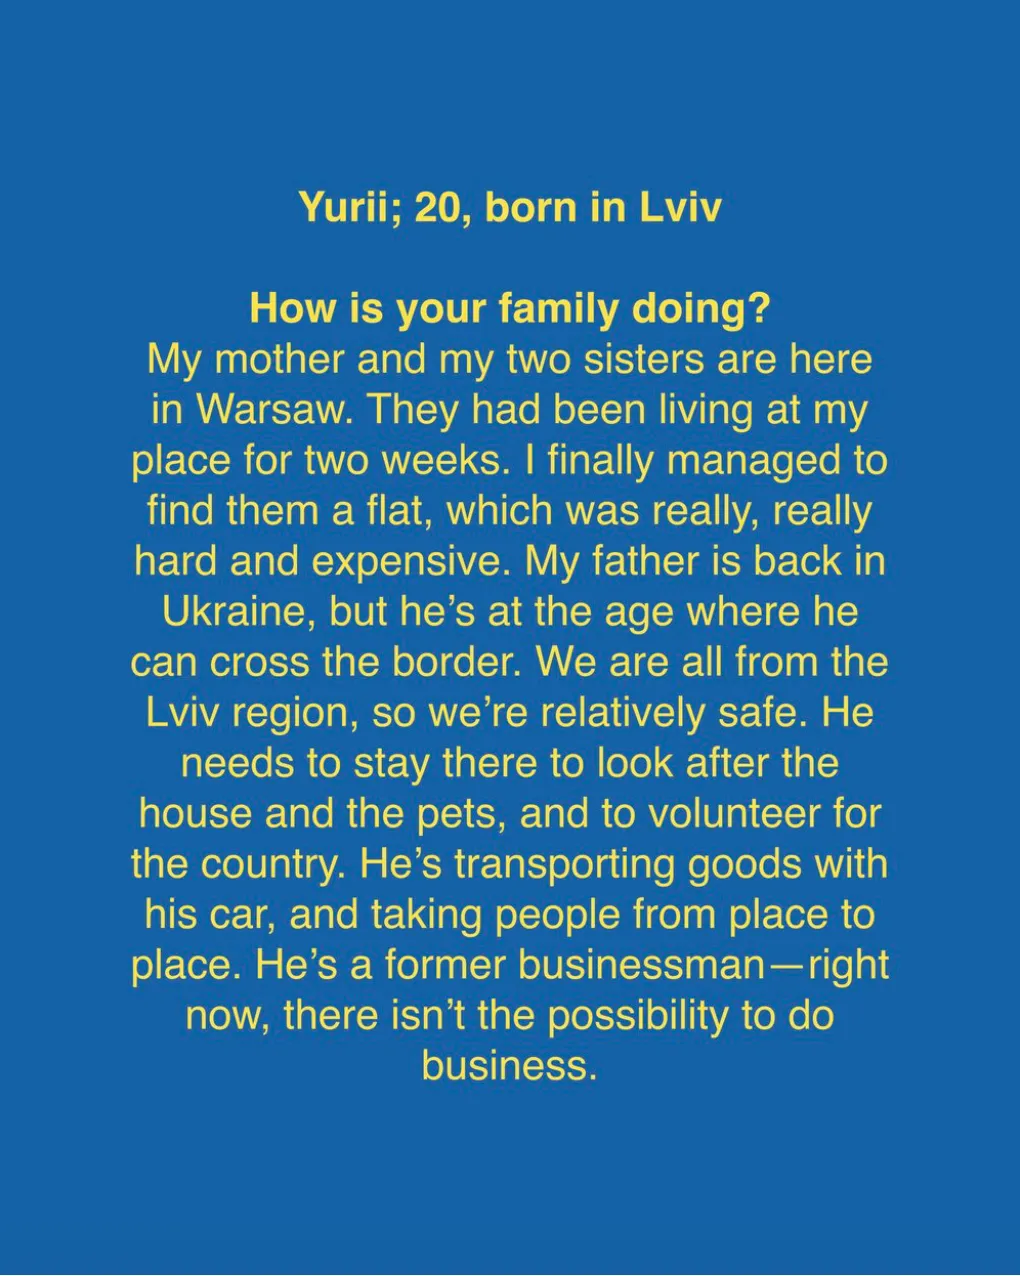 Yurii; 20, born in Lviv
How is your family doing?
My mother and my two sisters are here
in Warsaw. They had been living at my
place for two weeks. I finally managed to
find them a flat, which was really, really
hard and expensive. My father is back in
Ukraine, but he’s at the age where he
can cross the border. We are all from the
Lviv region, so we’re relatively safe. He
needs to stay there to look after the
house and the pets, and to volunteer for
the country. He’s transporting goods with
his car, and taking people from place to
place. He’s a former businessman—right
now, there isn’t the possibility to do
business.